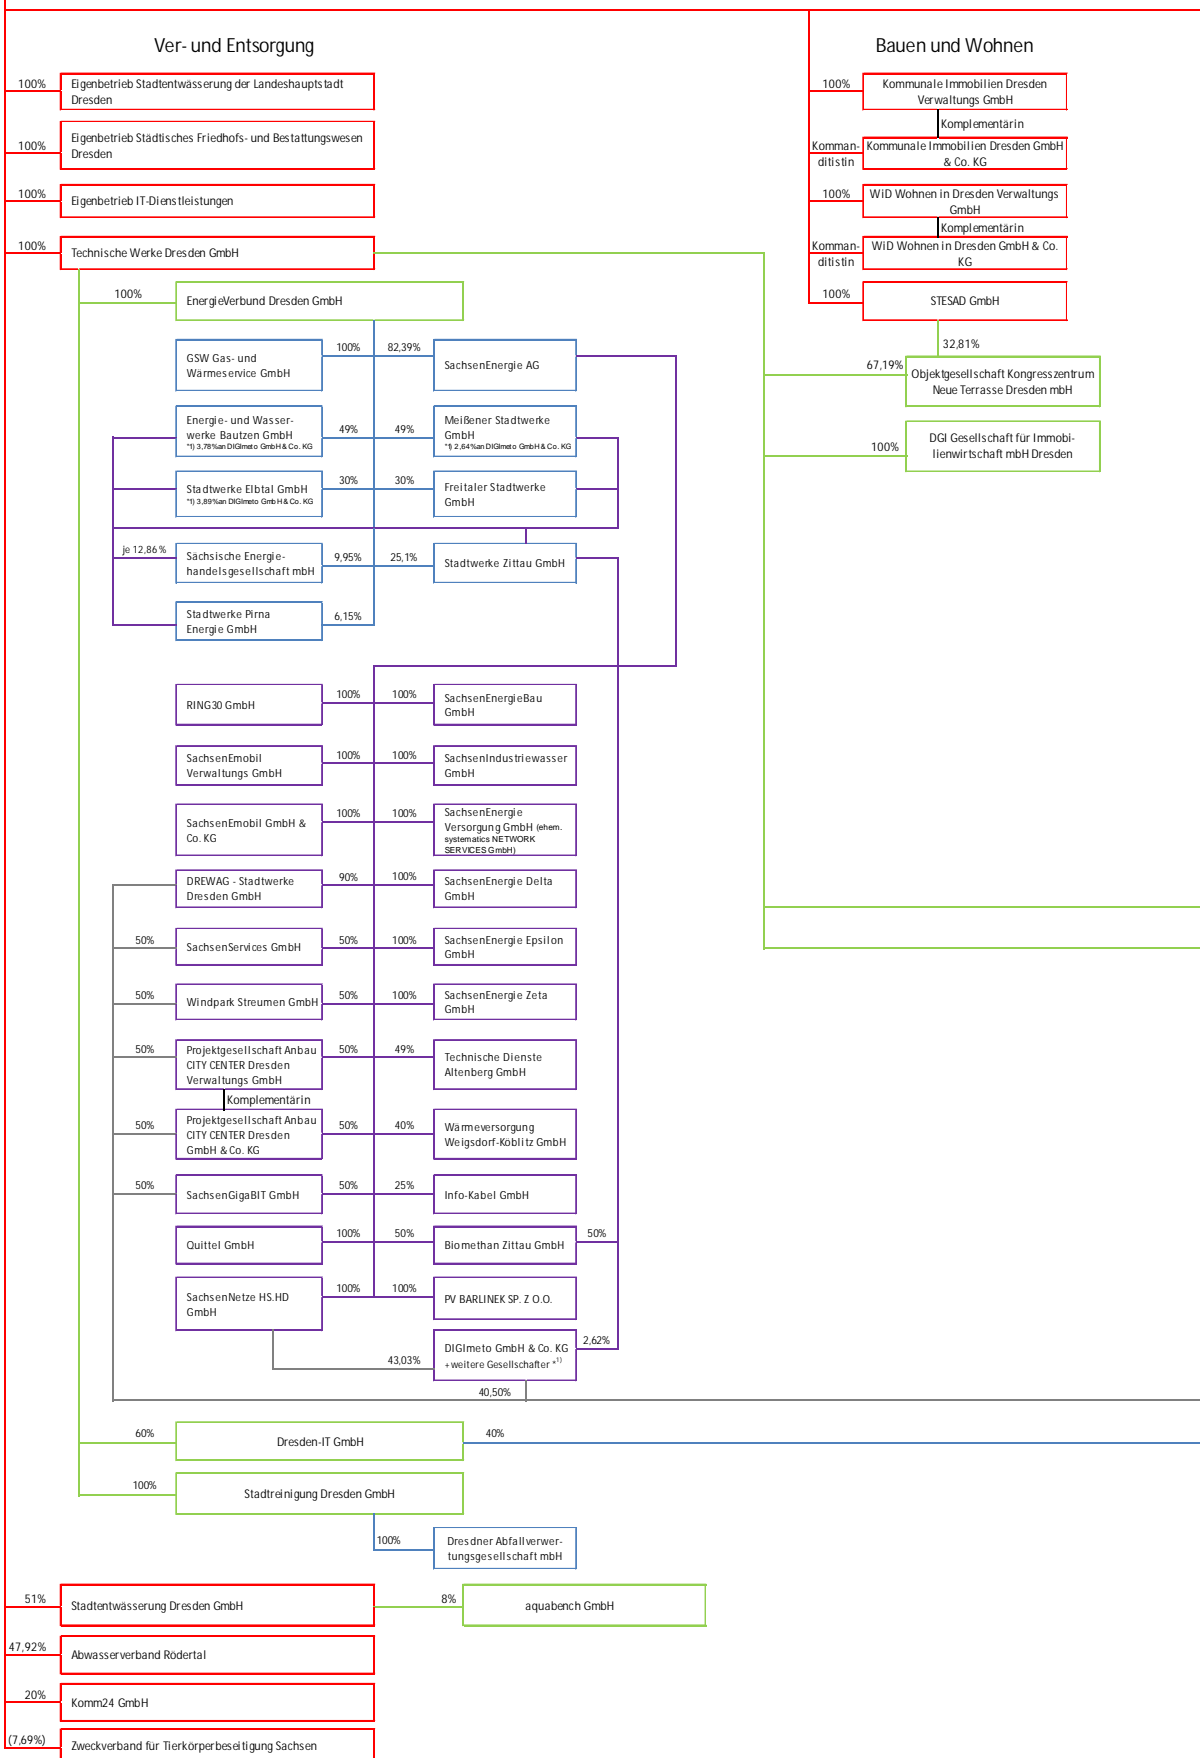 Ver- und Entsorgung
100%
Eigenbetrieb Stadtentwässerung der Landeshauptstadt
Dresden
100%
Eigenbetrieb Städtisches Friedhofs- und Bestattungswesen
Dresden
100%
Eigenbetrieb IT-Dienstleistungen
100%
Technische Werke Dresden GmbH
100%
EnergieVerbund Dresden GmbH
GSW Gas- und
Wärmeservice GmbH
100%
82,39%
SachsenEnergie AG
Energie- und Wasser-
werke Bautzen GmbH
*1) 3,78%an DIGImeto GmbH & Co. KG
49%
49%
Meißener Stadtwerke
GmbH
*1) 2,64%an DIGImeto GmbH & Co. KG
Stadtwerke Elbtal GmbH
*1) 3,89%an DIGImeto GmbH & Co. KG
30%
30%
Freitaler Stadtwerke
GmbH
je 12,86%
Sächsische Energie-
handelsgesellschaft mbH
9,95%
25,1%
Stadtwerke Zittau GmbH
Stadtwerke Pirna
Energie GmbH
6,15%
RING30 GmbH
100%
100%
SachsenEnergieBau
GmbH
SachsenEmobil
Verwaltungs GmbH
100%
100%
SachsenIndustriewasser
GmbH
SachsenEmobil GmbH &
Co. KG
100%
100%
SachsenEnergie
Versorgung GmbH (ehem.
systematics NETWORK
SERVICES GmbH)
DREWAG - Stadtwerke
Dresden GmbH
90%
100%
SachsenEnergie Delta
GmbH
50%
SachsenServices GmbH
50%
100%
SachsenEnergie Epsilon
GmbH
50%
Windpark Streumen GmbH
50%
100%
SachsenEnergie Zeta
GmbH
50%
Projektgesellschaft Anbau
CITY CENTER Dresden
Verwaltungs GmbH
50%
49%
Technische Dienste
Altenberg GmbH
Komplementärin
50%
Projektgesellschaft Anbau
CITY CENTER Dresden
GmbH & Co. KG
50%
40%
Wärmeversorgung
Weigsdorf-Köblitz GmbH
50%
SachsenGigaBIT GmbH
50%
25%
Info-Kabel GmbH
Quittel GmbH
100%
50%
Biomethan Zittau GmbH
50%
SachsenNetze HS.HD
GmbH
100%
100%
PV BARLINEK SP. Z O.O.
43,03%
DIGImeto GmbH & Co. KG
+weitere Gesellschafter *1)
2,62%
40,50%
60%
Dresden-IT GmbH
40%
100%
Stadtreinigung Dresden GmbH
100%
Dresdner Abfallverwer-
tungsgesellschaft mbH
51%
Stadtentwässerung Dresden GmbH
8%
aquabench GmbH
47,92%
Abwasserverband Rödertal
20%
Komm24 GmbH
(7,69%)
Zweckverband für Tierkörperbeseitigung Sachsen
Bauen und Wohnen
100%
Kommunale Immobilien Dresden
Verwaltungs GmbH
Komplementärin
Komman-
ditistin
Kommunale Immobilien Dresden GmbH
& Co. KG
100%
WiD Wohnen in Dresden Verwaltungs
GmbH
Komplementärin
Komman-
ditistin
WiD Wohnen in Dresden GmbH & Co.
KG
100%
STESAD GmbH
32,81%
67,19%
Objektgesellschaft Kongresszentrum
Neue Terrasse Dresden mbH
100%
DGI Gesellschaft für Immobi-
lienwirtschaft mbH Dresden